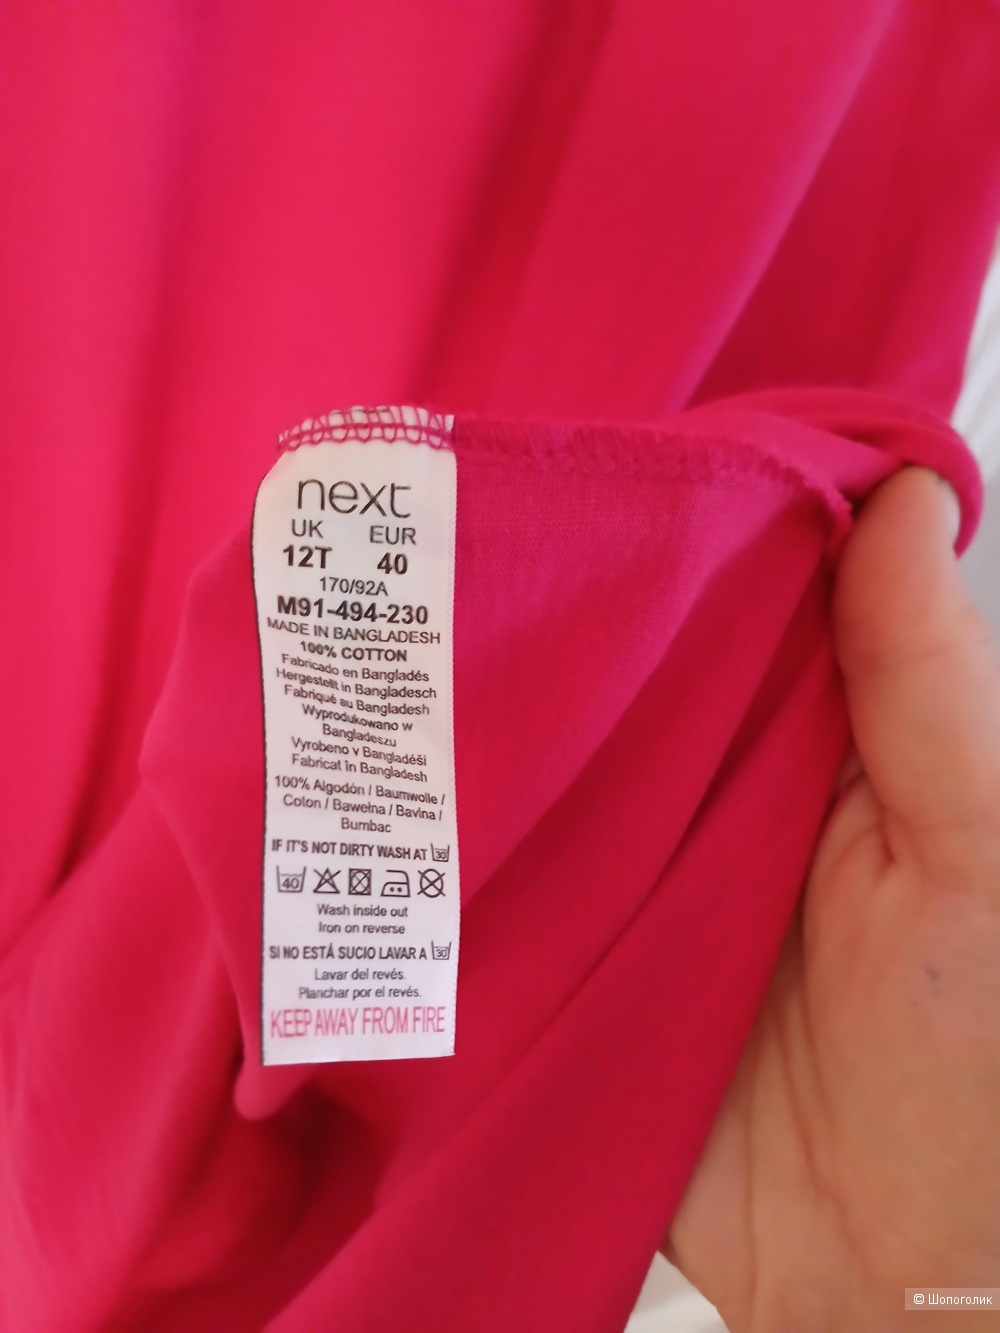 next
UK EUR
12T 40
170/92A
M91-494-230
MADE IN BANGLADESH
100% COTTON
Fabricado en Bangladés
Hergestellt in Bangladesch
Fabriqué au Bangladesh
Wyprodukowano w
Bangladeszu
Vyrobeno v Bangladéši
Fabricat în Bangladesh
100% Algodón / Baumwolle /
Coton / Bawełna / Bavlna /
Bumbac
IF IT'S NOT DIRTY WASH AT 30
40
Wash inside out
Iron on reverse
SI NO ESTÁ SUCIO LAVAR A 30
Lavar del revés.
Planchar por el revés.
KEEP AWAY FROM FIRE
© Шопоголик